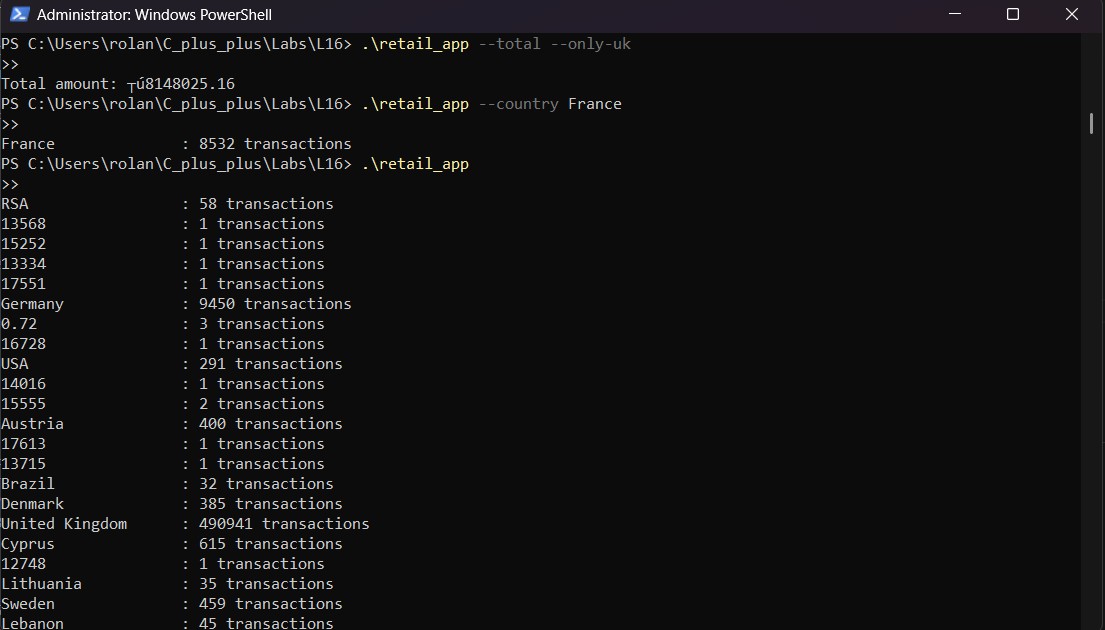 Administrator: Windows PowerShell
PS C:\Users\rolan\C_plus_plus\Labs\L16> .\retail_app --total --only-uk
>>
Total amount: ┬ú8148025.16
PS C:\Users\rolan\C_plus_plus\Labs\L16> .\retail_app --country France
>>
France              : 8532 transactions
PS C:\Users\rolan\C_plus_plus\Labs\L16> .\retail_app
>>
RSA                 : 58 transactions
13568               : 1 transactions
15252               : 1 transactions
13334               : 1 transactions
17551               : 1 transactions
Germany             : 9450 transactions
0.72                : 3 transactions
16728               : 1 transactions
USA                 : 291 transactions
14016               : 1 transactions
15555               : 2 transactions
Austria             : 400 transactions
17613               : 1 transactions
13715               : 1 transactions
Brazil              : 32 transactions
Denmark             : 385 transactions
United Kingdom      : 490941 transactions
Cyprus              : 615 transactions
12748               : 1 transactions
Lithuania           : 35 transactions
Sweden              : 459 transactions
Lebanon             : 45 transactions